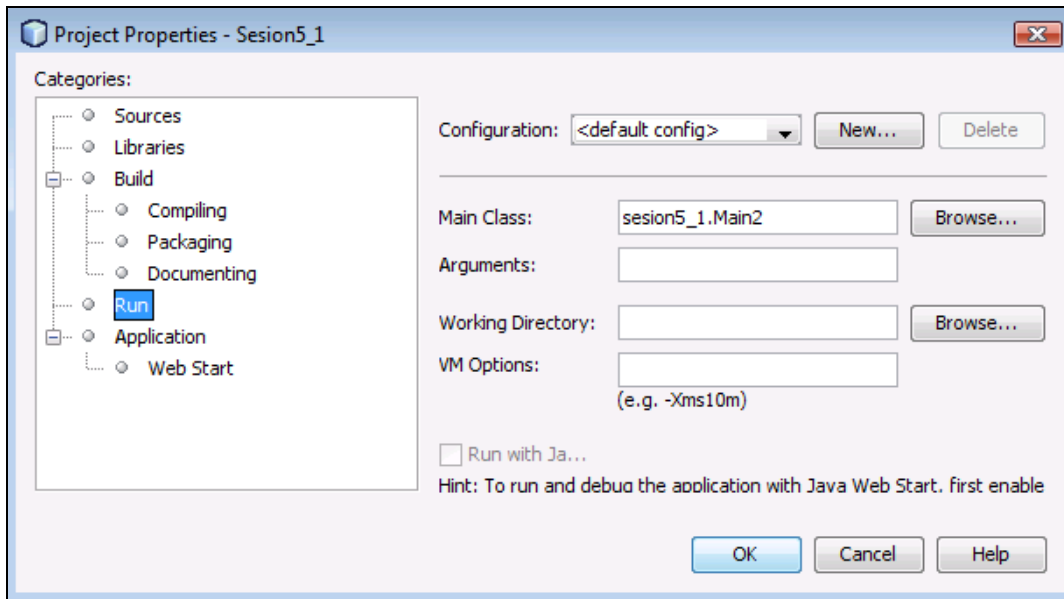 Project Properties - Sesion5_1
Categories:
Sources
Libraries
Build
Compiling
Packaging
Documenting
Run
Application
Web Start
Configuration: <default config> New... Delete
Main Class: sesion5_1.Main2 Browse...
Arguments:
Working Directory: Browse...
VM Options:
(e.g. -Xms10m)
Run with Ja...
Hint: To run and debug the application with Java Web Start, first enable
OK Cancel Help